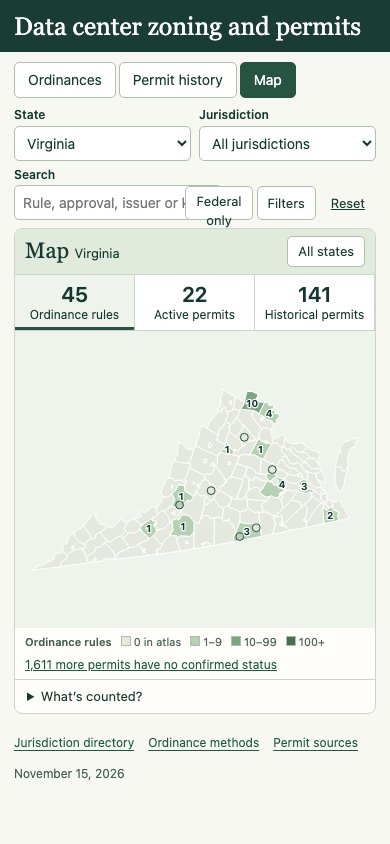 Data center zoning and permits
Ordinances Permit history Map
State Jurisdiction
Virginia All jurisdictions
Search
Rule, approval, issuer or Federal only Filters Reset
Map Virginia All states
45 22 141
Ordinance rules Active permits Historical permits
10
4
1 1
4 3
1
2
1 1 3
Ordinance rules 0 in atlas 1–9 10–99 100+
1,611 more permits have no confirmed status
What's counted?
Jurisdiction directory Ordinance methods Permit sources
November 15, 2026